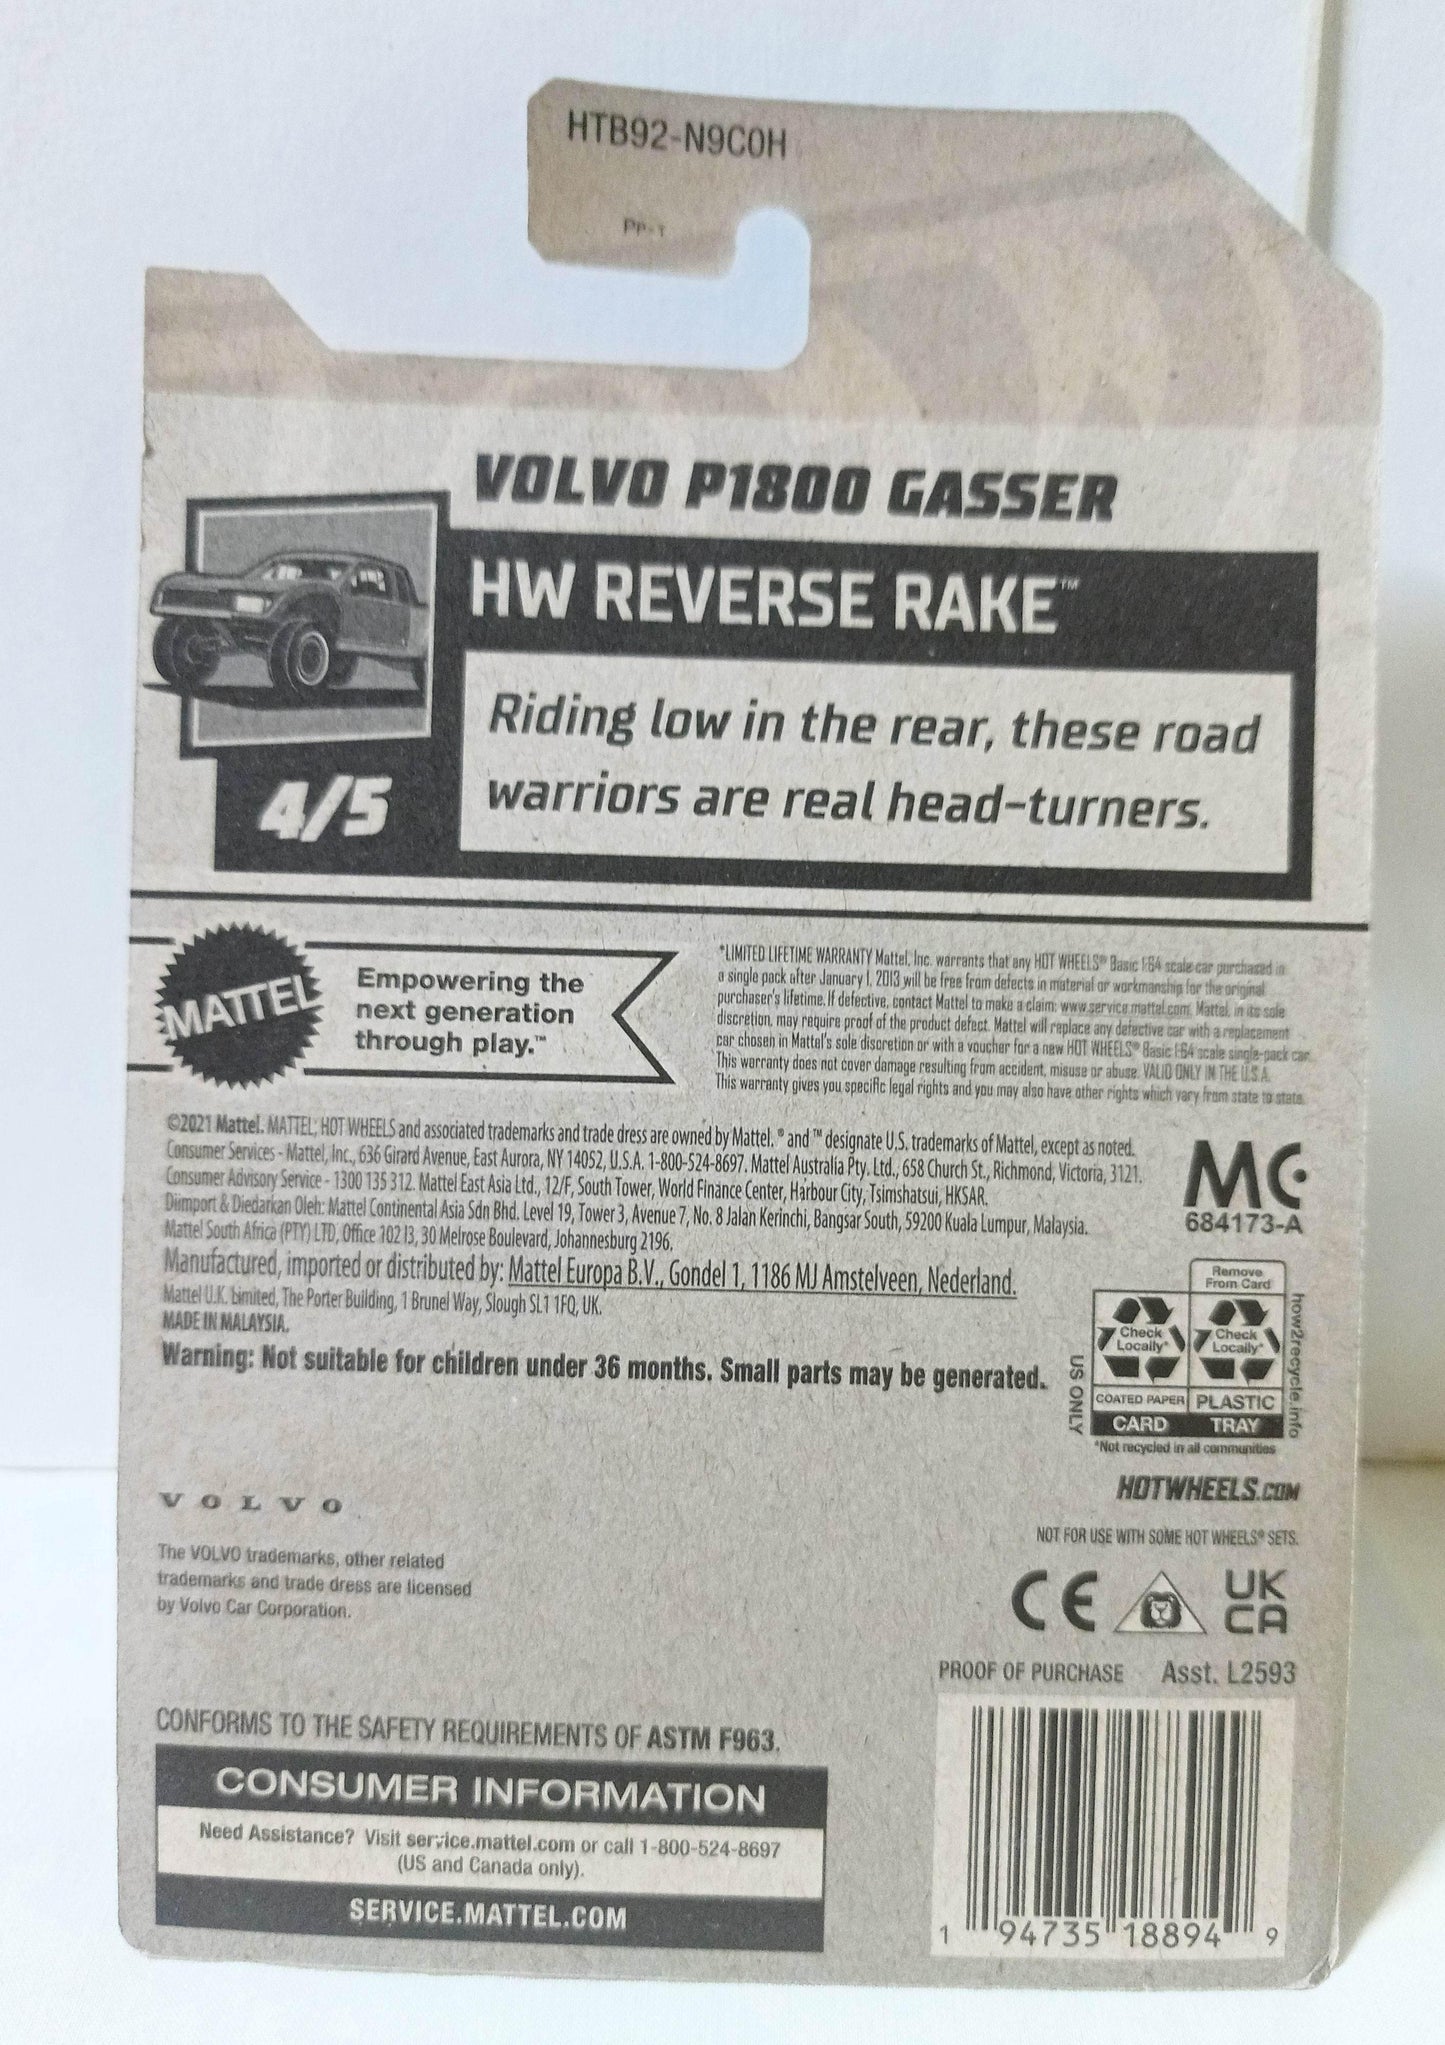 HTB92-N9C0H
PP-T
VOLVO P1800 GASSER
HW REVERSE RAKE™
Riding low in the rear, these road
warriors are real head-turners.
4/5
MATTEL
Empowering the
next generation
through play.™
*LIMITED LIFETIME WARRANTY Mattel, Inc. warrants that any HOT WHEELS® Basic 1:64 scale car purchased in
a single pack after January 1, 2013 will be free from defects in material or workmanship for the original
purchaser's lifetime. If defective, contact Mattel to make a claim: www.service.mattel.com. Mattel, in its sole
discretion, may require proof of the product defect. Mattel will replace any defective car with a replacement
car chosen in Mattel's sole discretion or with a voucher for a new HOT WHEELS® Basic 1:64 scale single-pack car.
This warranty does not cover damage resulting from accident, misuse or abuse. VALID ONLY IN THE U.S.A.
This warranty gives you specific legal rights and you may also have other rights which vary from state to state.
©2021 Mattel. MATTEL, HOT WHEELS and associated trademarks and trade dress are owned by Mattel. ® and ™ designate U.S. trademarks of Mattel, except as noted.
Consumer Services - Mattel, Inc., 636 Girard Avenue, East Aurora, NY 14052, U.S.A. 1-800-524-8697. Mattel Australia Pty. Ltd., 658 Church St., Richmond, Victoria, 3121.
Consumer Advisory Service - 1300 135 312. Mattel East Asia Ltd., 12/F, South Tower, World Finance Center, Harbour City, Tsimshatsui, HKSAR.
Diimport & Diedarkan Oleh: Mattel Continental Asia Sdn Bhd. Level 19, Tower 3, Avenue 7, No. 8 Jalan Kerinchi, Bangsar South, 59200 Kuala Lumpur, Malaysia.
Mattel South Africa (PTY) LTD, Office 102 I3, 30 Melrose Boulevard, Johannesburg 2196.
Manufactured, imported or distributed by: Mattel Europa B.V., Gondel 1, 1186 MJ Amstelveen, Nederland.
Mattel U.K. Limited, The Porter Building, 1 Brunel Way, Slough SL1 1FQ, UK.
MADE IN MALAYSIA.
Warning: Not suitable for children under 36 months. Small parts may be generated.
MC
684173-A
Remove
From Card
Check
Locally*
Check
Locally*
COATED PAPER
PLASTIC
CARD
TRAY
US ONLY
how2recycle.info
*Not recycled in all communities
HOTWHEELS.COM
NOT FOR USE WITH SOME HOT WHEELS® SETS.
CE
UK
CA
VOLVO
The VOLVO trademarks, other related
trademarks and trade dress are licensed
by Volvo Car Corporation.
PROOF OF PURCHASE Asst. L2593
CONFORMS TO THE SAFETY REQUIREMENTS OF ASTM F963.
CONSUMER INFORMATION
Need Assistance? Visit service.mattel.com or call 1-800-524-8697
(US and Canada only).
SERVICE.MATTEL.COM
1 94735 18894 9